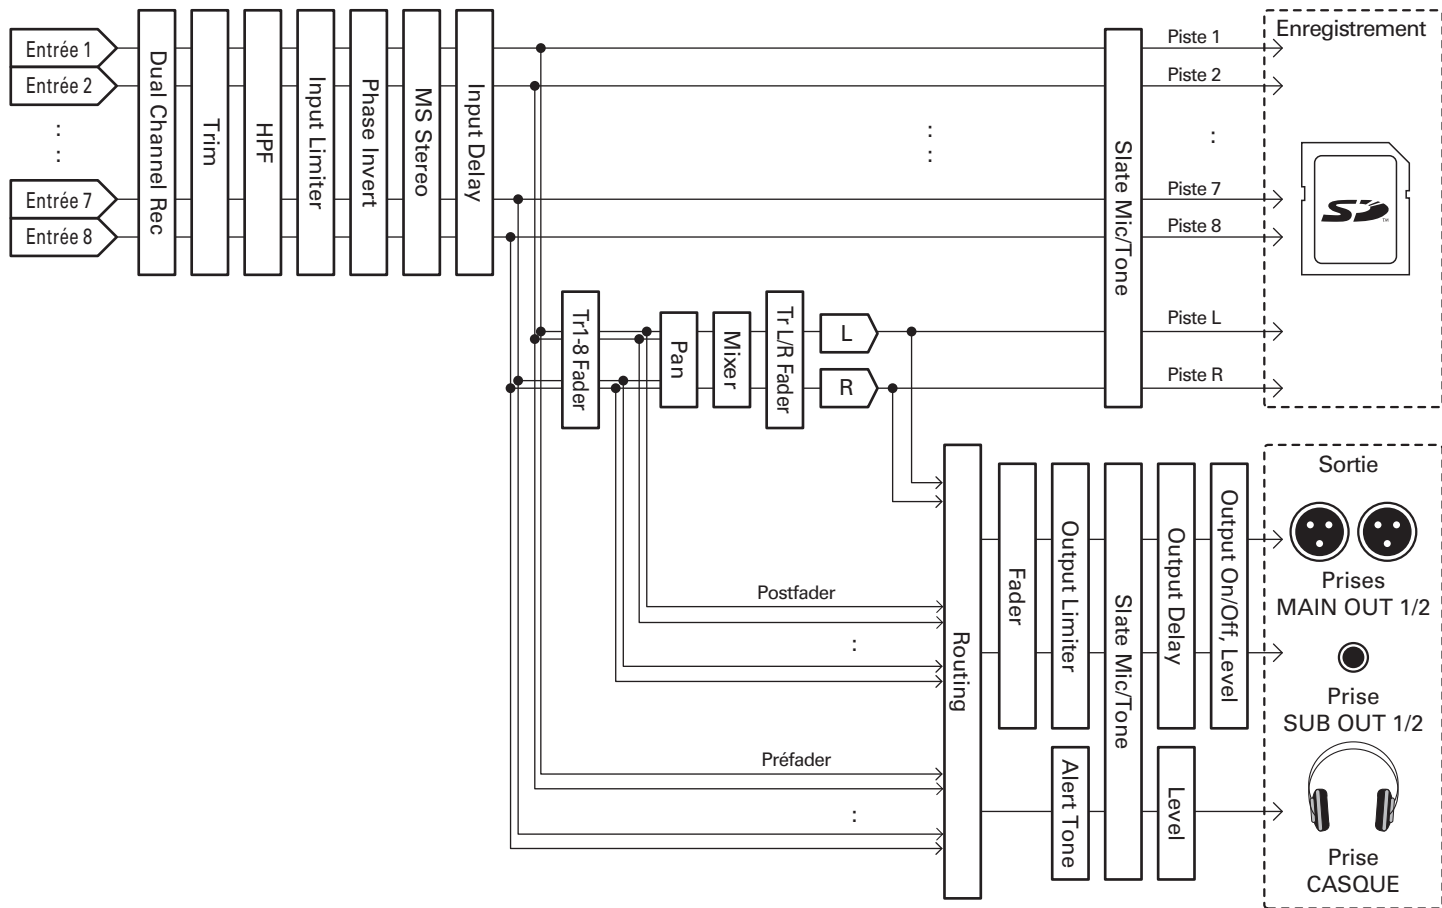 Entrée 1
Entrée 2
:
:
Entrée 7
Entrée 8
Dual Channel Rec
Trim
HPF
Input Limiter
Phase Invert
MS Stereo
Input Delay
:
:
Slate Mic/Tone
Piste 1
Piste 2
:
Piste 7
Piste 8
Piste L
Piste R
Enregistrement
SD
TM
Tr1-8 Fader
Pan
Mixer
Tr L/R Fader
L
R
Postfader
:
Préfader
:
Routing
Fader
Output Limiter
Alert Tone
Slate Mic/Tone
Output Delay
Level
Output On/Off, Level
Sortie
Prises
MAIN OUT 1/2
Prise
SUB OUT 1/2
Prise
CASQUE